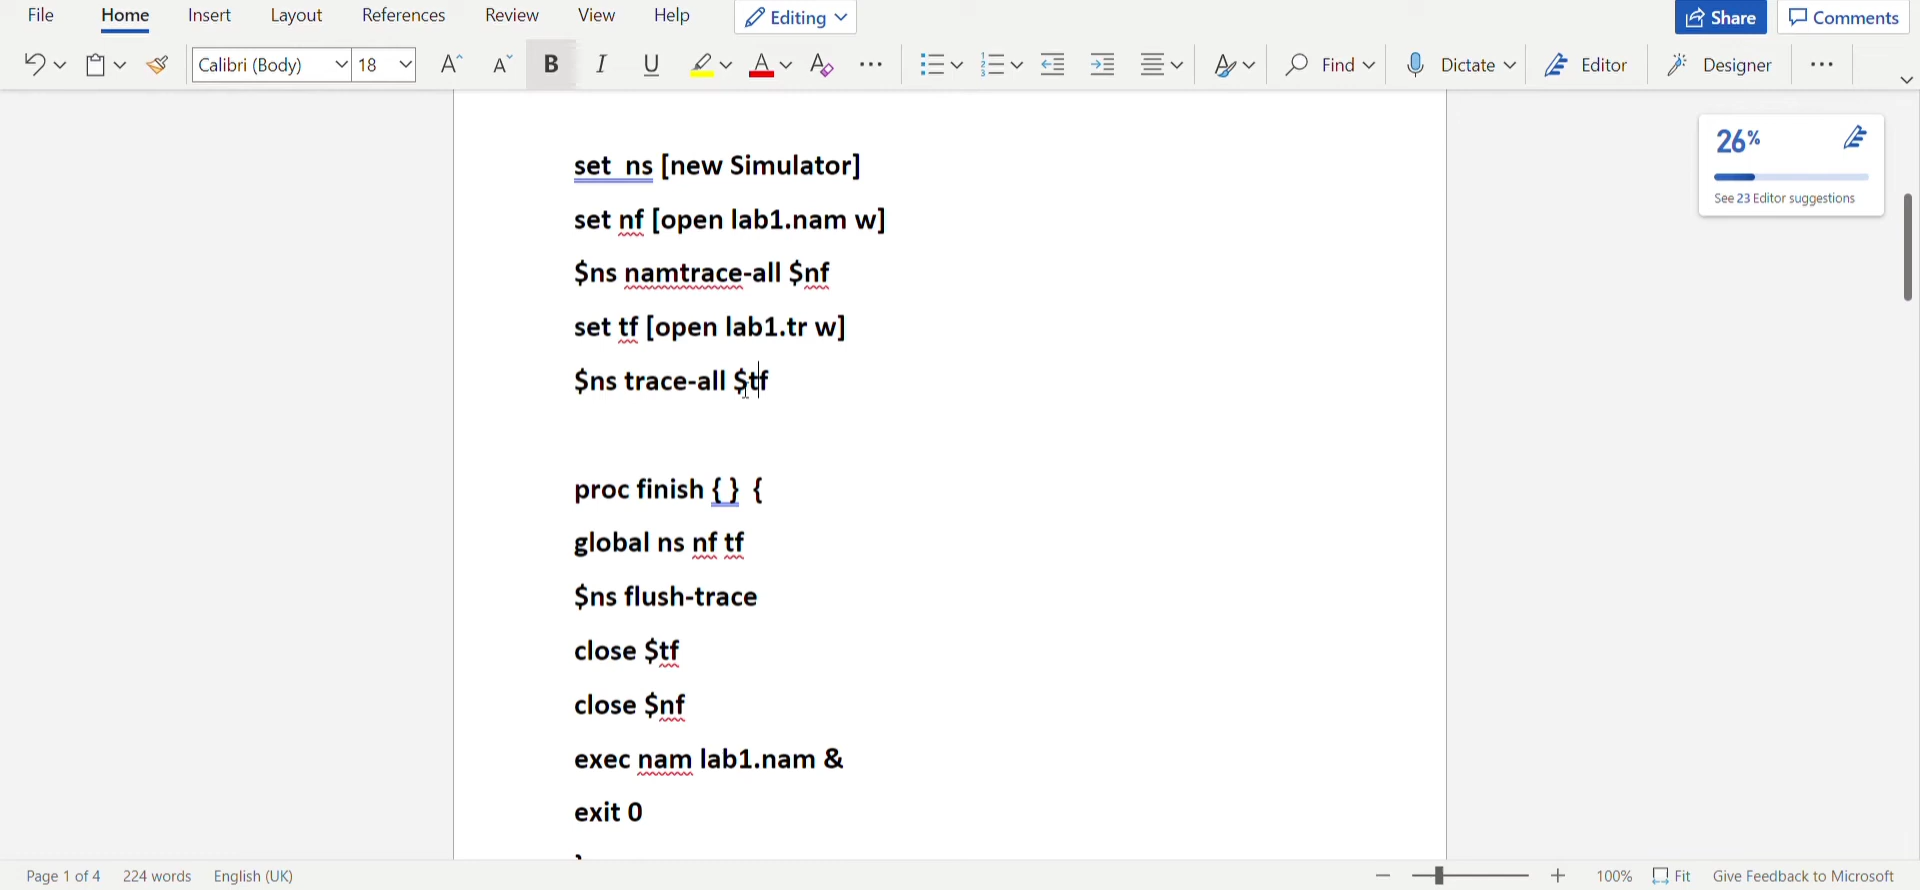 File Home Insert Layout References Review View Help Editing Share Comments
Calibri (Body) 18 A A B I U A A Find Dictate Editor Designer
26%
See 23 Editor suggestions
set  ns [new Simulator]
set nf [open lab1.nam w]
$ns namtrace-all $nf
set tf [open lab1.tr w]
$ns trace-all $tf
proc finish { }  {
global ns nf tf
$ns flush-trace
close $tf
close $nf
exec nam lab1.nam &
exit 0
Page 1 of 4 224 words English (UK) 100% Fit Give Feedback to Microsoft